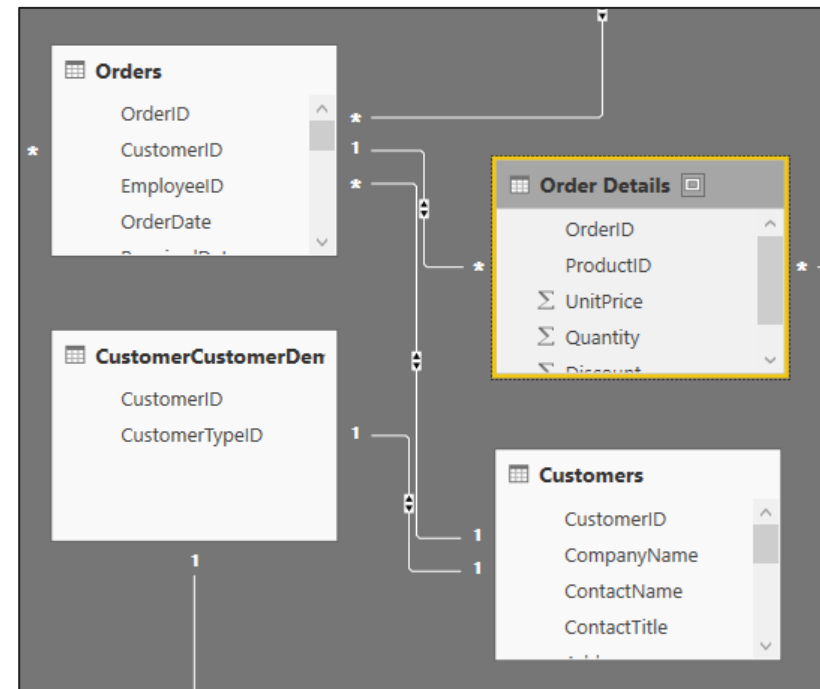 Orders
OrderID
CustomerID
EmployeeID
OrderDate
*
*
1
*
Order Details
OrderID
ProductID
∑ UnitPrice
∑ Quantity
∑ Discount
*
*
CustomerCustomerDem
CustomerID
CustomerTypeID
1
1
Customers
CustomerID
CompanyName
ContactName
ContactTitle
1
1